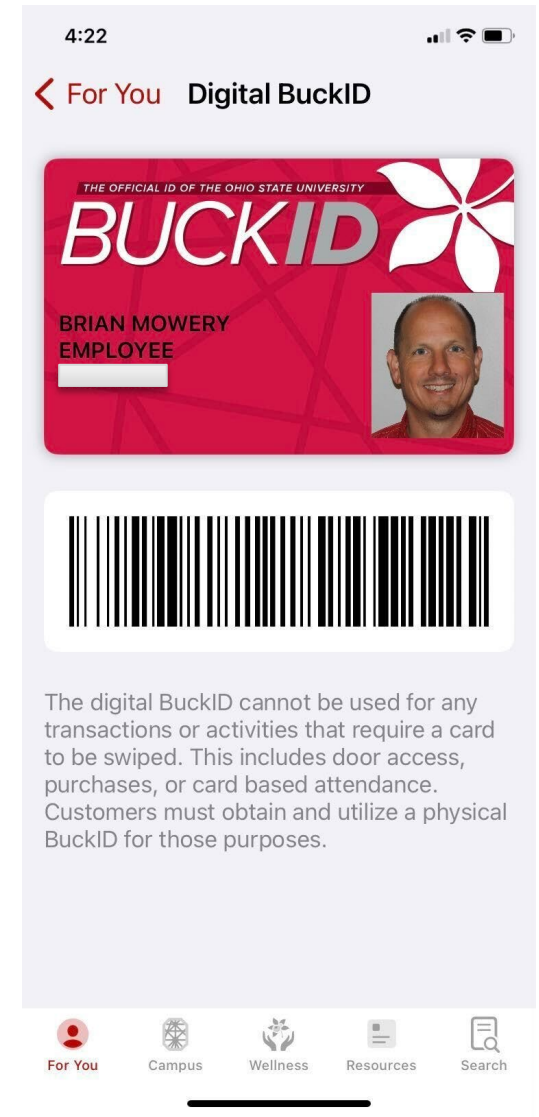 4:22
For You Digital BuckID
THE OFFICIAL ID OF THE OHIO STATE UNIVERSITY
BUCKID
BRIAN MOWERY
EMPLOYEE
The digital BuckID cannot be used for any
transactions or activities that require a card
to be swiped. This includes door access,
purchases, or card based attendance.
Customers must obtain and utilize a physical
BuckID for those purposes.
For You Campus Wellness Resources Search